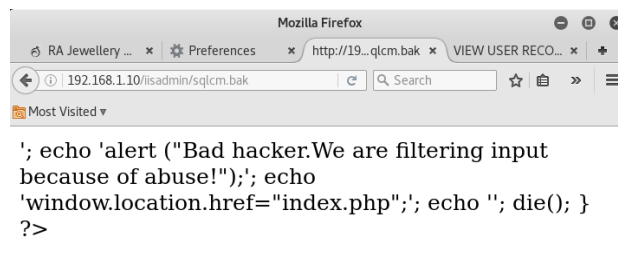 Mozilla Firefox
RA Jewellery ... × Preferences × http://19...qlcm.bak × VIEW USER RECO... × +
192.168.1.10/iisadmin/sqlcm.bak Search »
Most Visited ▾
'; echo 'alert ("Bad hacker.We are filtering input
because of abuse!");'; echo
'window.location.href="index.php";'; echo ''; die(); }
?>